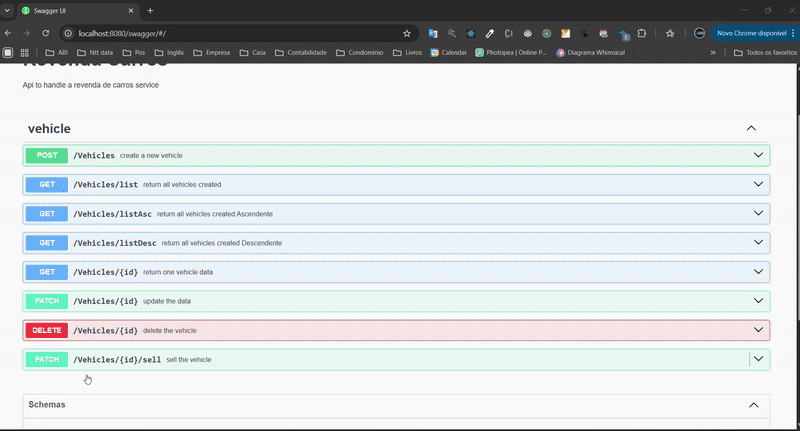 Swagger UI
localhost:8080/swagger/#/
Novo Chrome disponível
ABI
Ntt data
Pos
Inglês
Empresa
Casa
Contabilidade
Condominio
Livros
Calendar
Photopea | Online P...
Diagrama Whimsical
»
Todos os favoritos
Revenda Carros
Api to handle a revenda de carros service
vehicle
POST /Vehicles create a new vehicle
GET /Vehicles/list return all vehicles created
GET /Vehicles/listAsc return all vehicles created Ascendente
GET /Vehicles/listDesc return all vehicles created Descendente
GET /Vehicles/{id} return one vehicle data
PATCH /Vehicles/{id} update the data
DELETE /Vehicles/{id} delete the vehicle
PATCH /Vehicles/{id}/sell sell the vehicle
Schemas